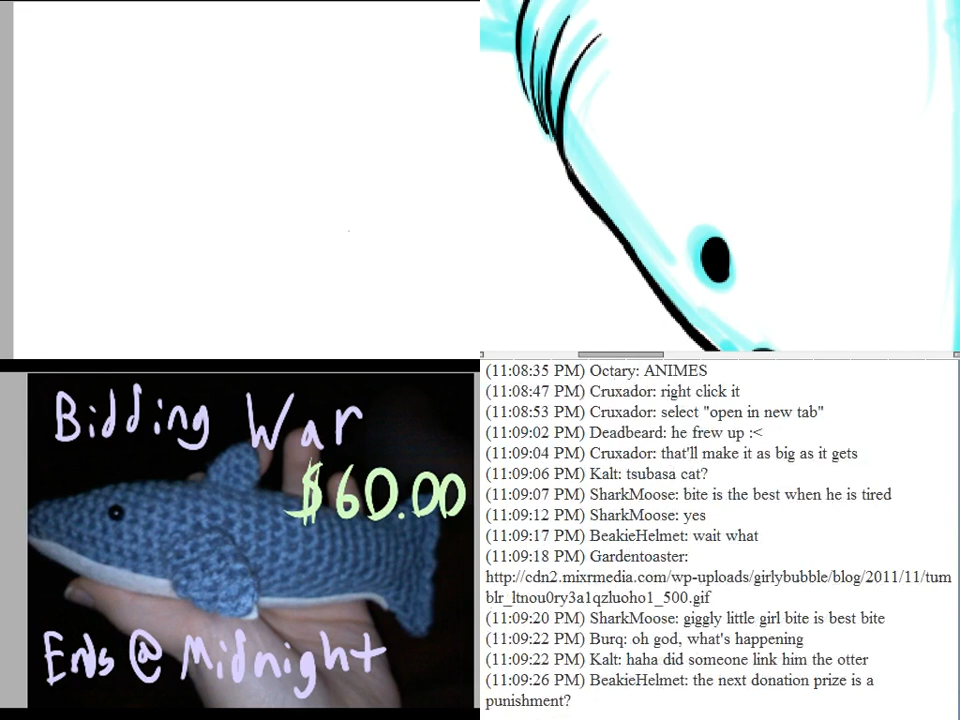 Bidding War
$60.00
Ends @ Midnight
(11:08:35 PM) Octary: ANIMES
(11:08:47 PM) Cruxador: right click it
(11:08:53 PM) Cruxador: select "open in new tab"
(11:09:02 PM) Deadbeard: he frew up :<
(11:09:04 PM) Cruxador: that'll make it as big as it gets
(11:09:06 PM) Kalt: tsubasa cat?
(11:09:07 PM) SharkMoose: bite is the best when he is tired
(11:09:12 PM) SharkMoose: yes
(11:09:17 PM) BeakieHelmet: wait what
(11:09:18 PM) Gardentoaster:
http://cdn2.mixrmedia.com/wp-uploads/girlybubble/blog/2011/11/tum
blr_ltnou0ry3a1qzluoho1_500.gif
(11:09:20 PM) SharkMoose: giggly little girl bite is best bite
(11:09:22 PM) Burq: oh god, what's happening
(11:09:22 PM) Kalt: haha did someone link him the otter
(11:09:26 PM) BeakieHelmet: the next donation prize is a
punishment?